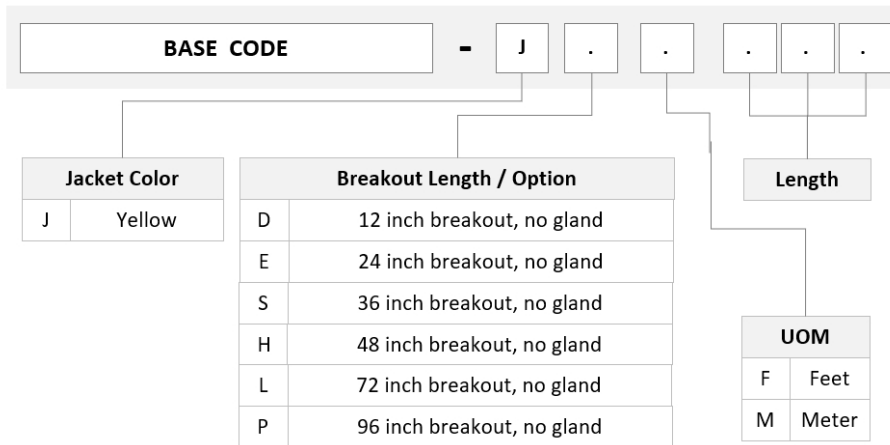 BASE CODE - J . . . . .
Jacket Color
J Yellow
Breakout Length / Option
D 12 inch breakout, no gland
E 24 inch breakout, no gland
S 36 inch breakout, no gland
H 48 inch breakout, no gland
L 72 inch breakout, no gland
P 96 inch breakout, no gland
Length
UOM
F Feet
M Meter